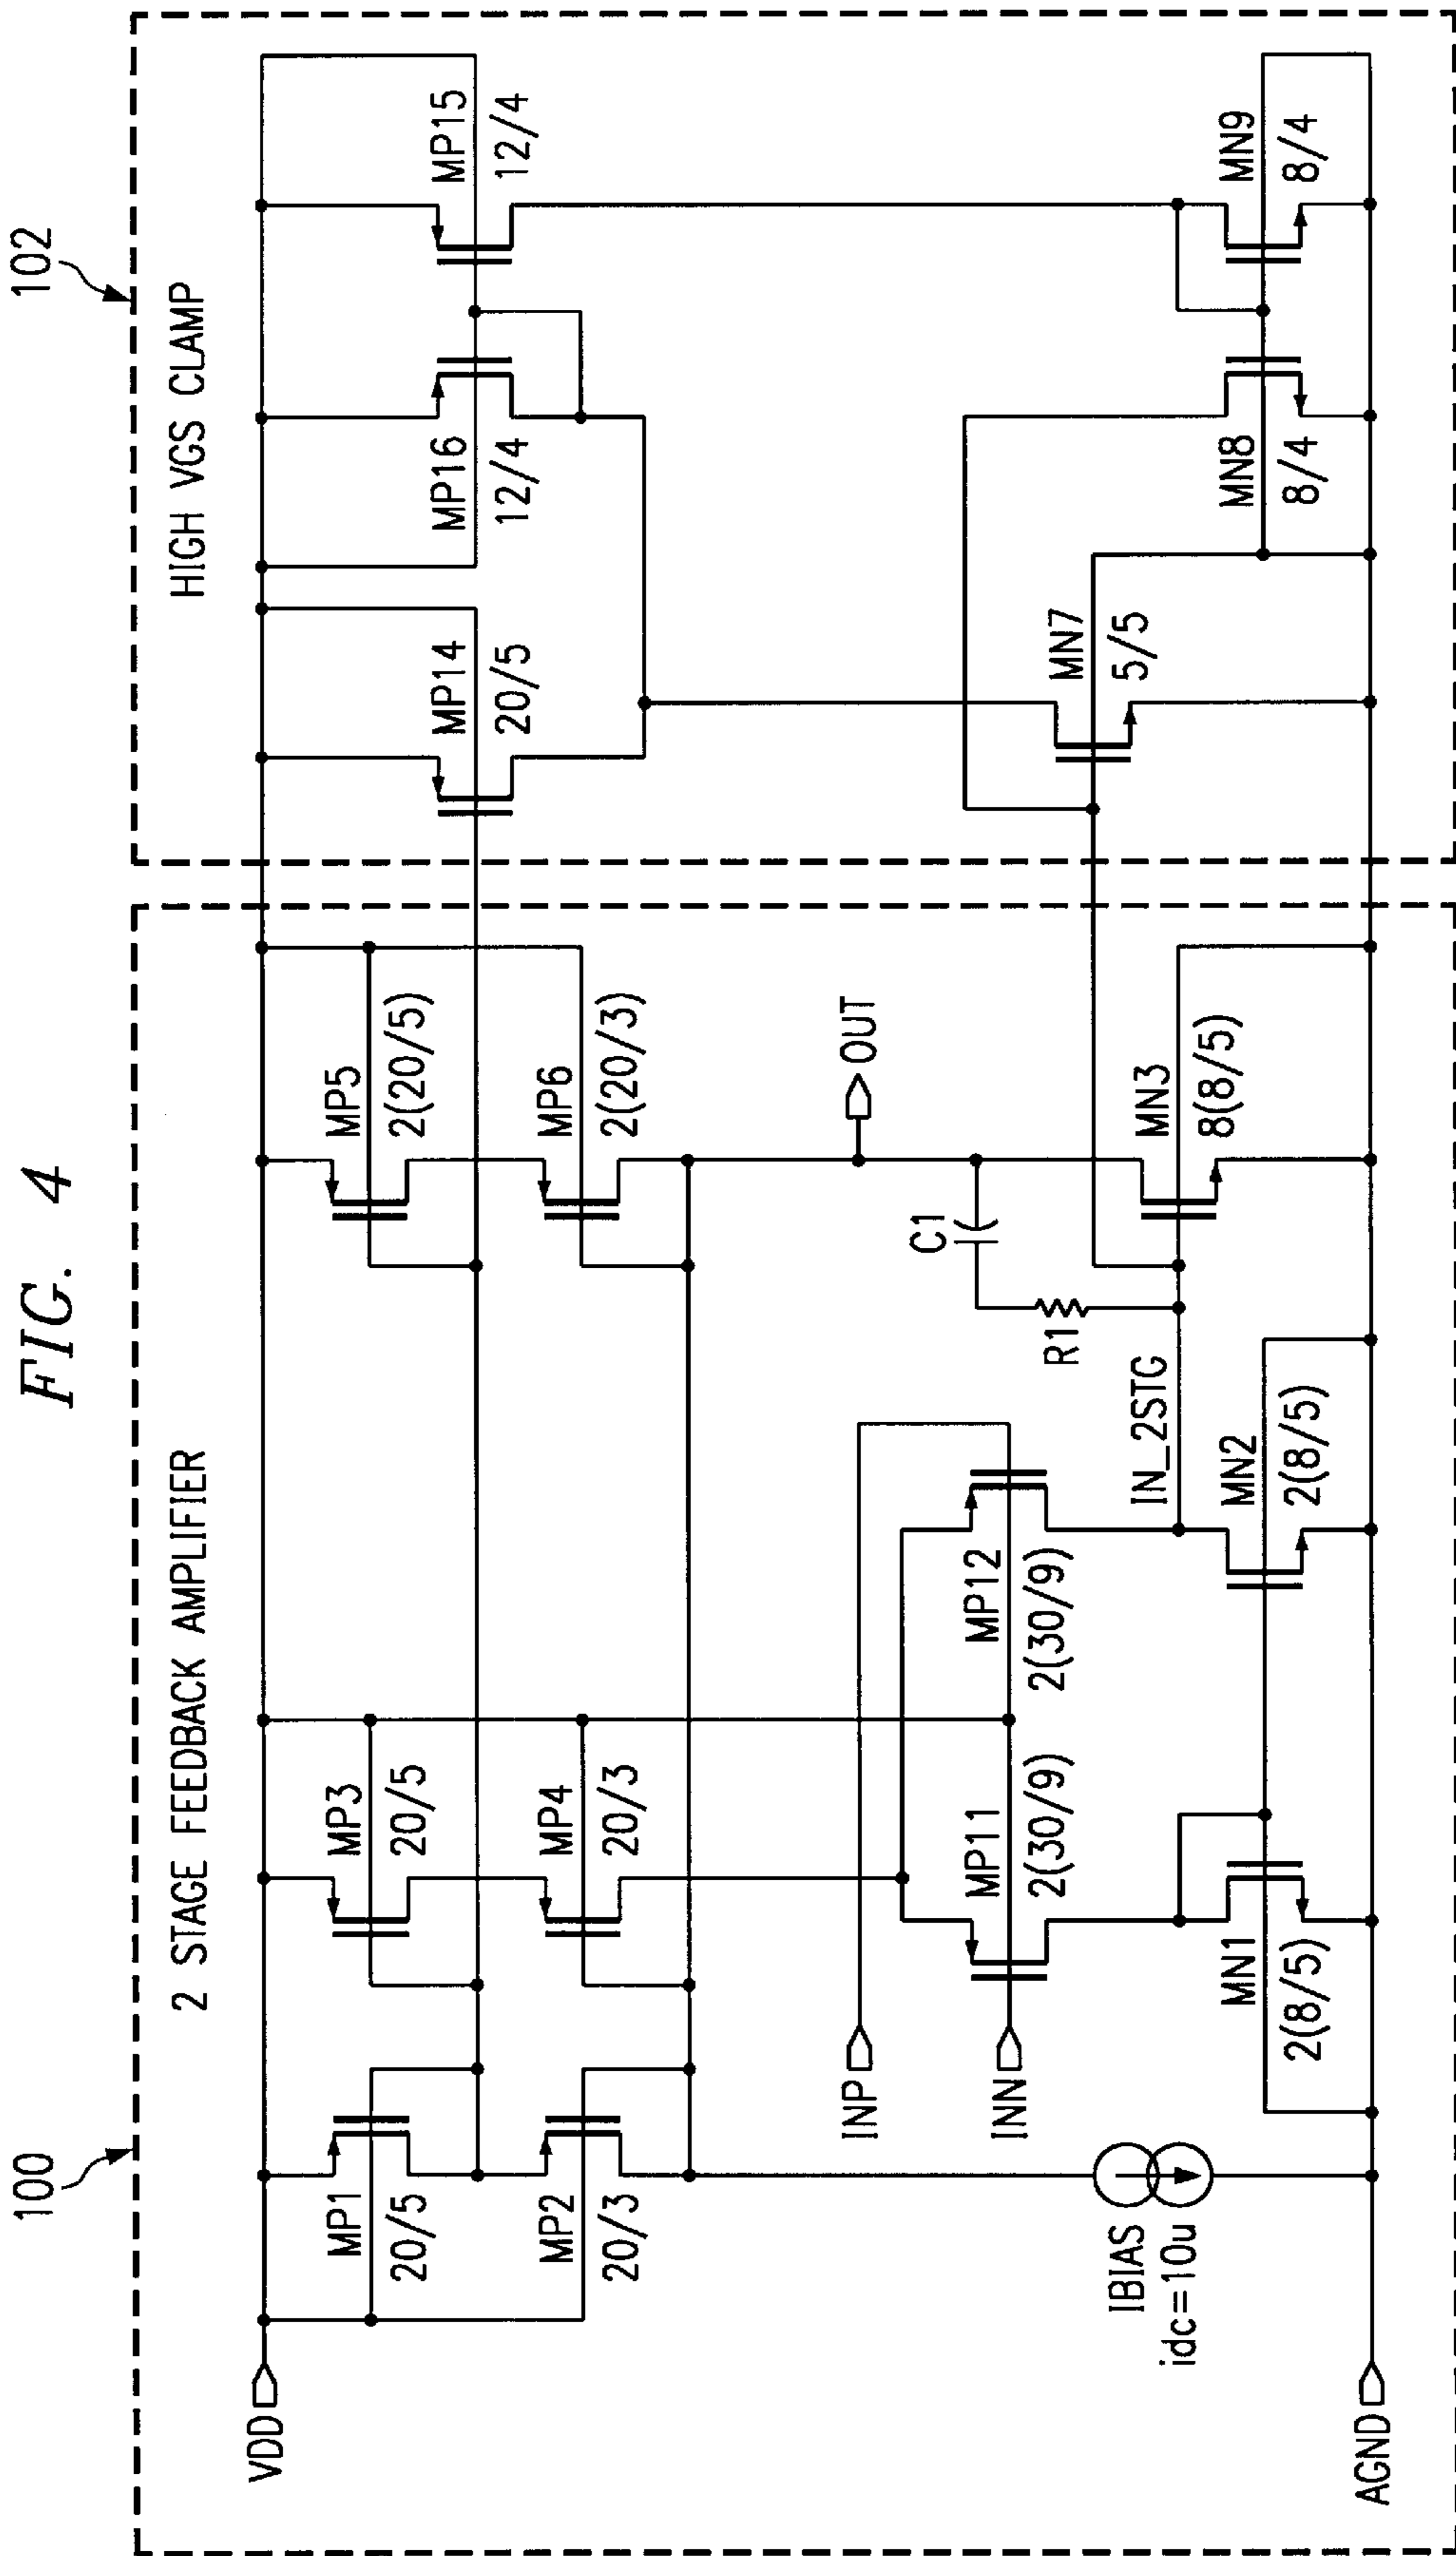 FIG. 4
100
102
2 STAGE FEEDBACK AMPLIFIER
HIGH VGS CLAMP
VDD
MP1
20/5
MP2
20/3
MP3
20/5
MP4
20/3
MP5
2(20/5)
MP6
2(20/3)
MP14
20/5
MP16
12/4
MP15
12/4
INP
INN
MP11
2(30/9)
MP12
2(30/9)
OUT
C1
R1
IN_2STG
IBIAS
idc=10u
MN1
2(8/5)
MN2
2(8/5)
MN3
8(8/5)
MN7
5/5
MN8
8/4
MN9
8/4
AGND